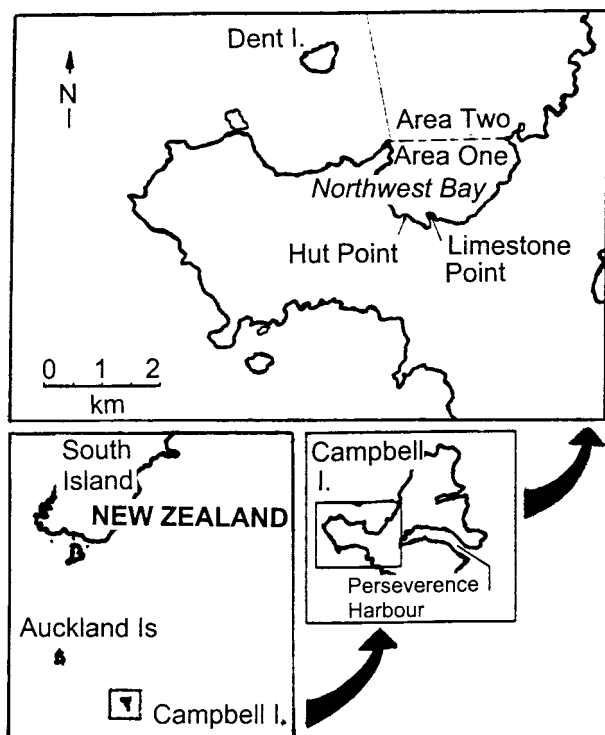 Dent I.
N
Area Two
Area One
Northwest Bay
Hut Point
Limestone
Point
0 1 2
km
South
Island
NEW ZEALAND
Auckland Is
Campbell I.
Campbell
I.
Perseverence
Harbour